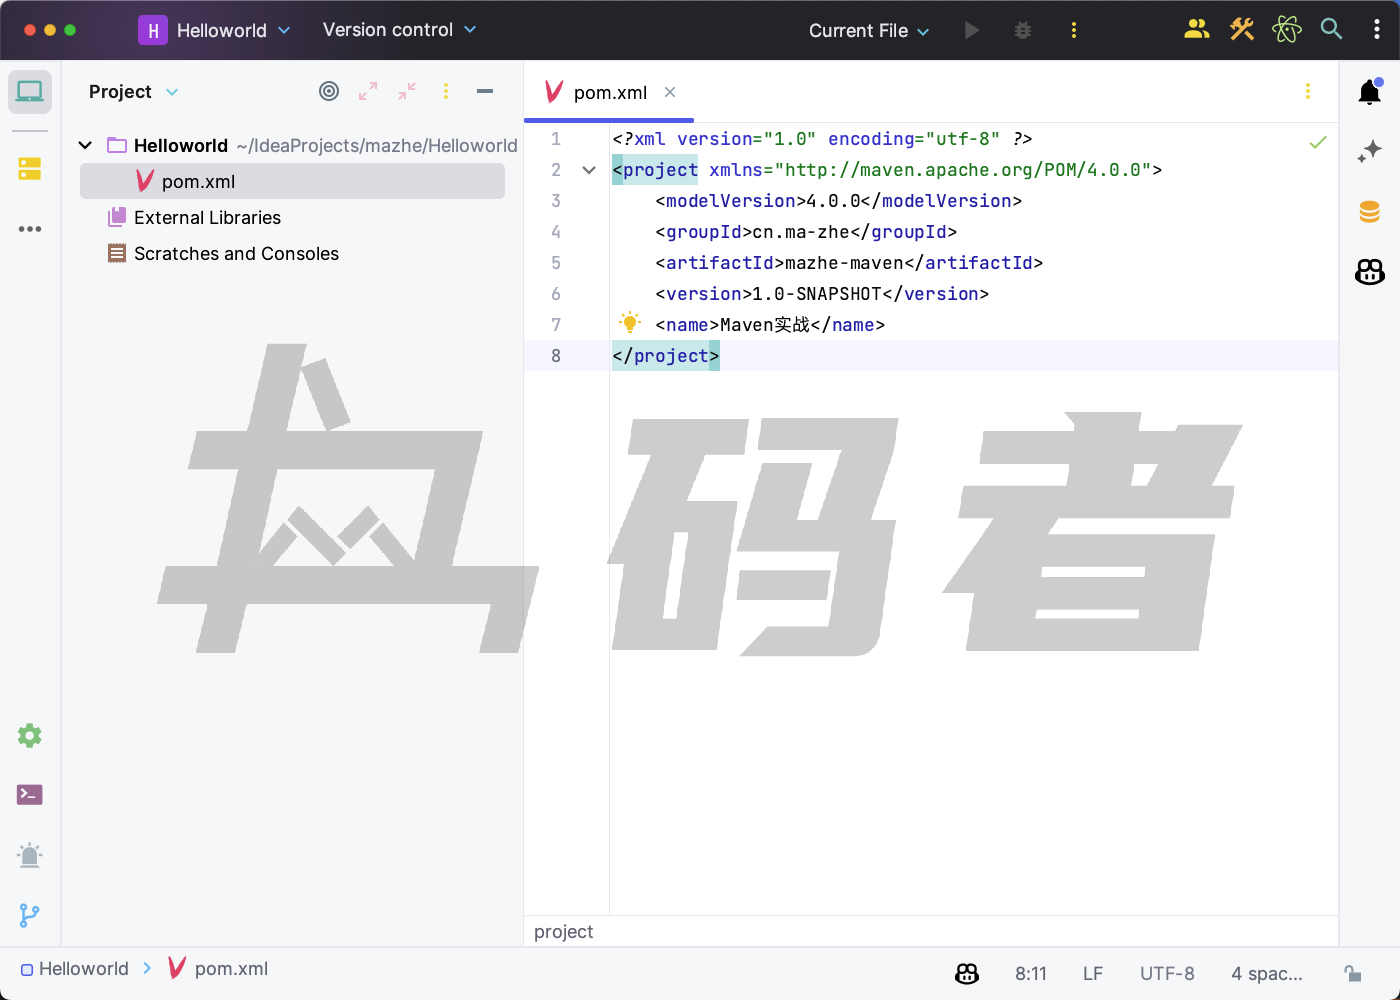 H Helloworld Version control Current File
Project
pom.xml
Helloworld ~/IdeaProjects/mazhe/Helloworld
pom.xml
External Libraries
Scratches and Consoles
1 <?xml version="1.0" encoding="utf-8" ?>
2 <project xmlns="http://maven.apache.org/POM/4.0.0">
3 <modelVersion>4.0.0</modelVersion>
4 <groupId>cn.ma-zhe</groupId>
5 <artifactId>mazhe-maven</artifactId>
6 <version>1.0-SNAPSHOT</version>
7 <name>Maven实战</name>
8 </project>
码者
project
Helloworld pom.xml 8:11 LF UTF-8 4 spac...